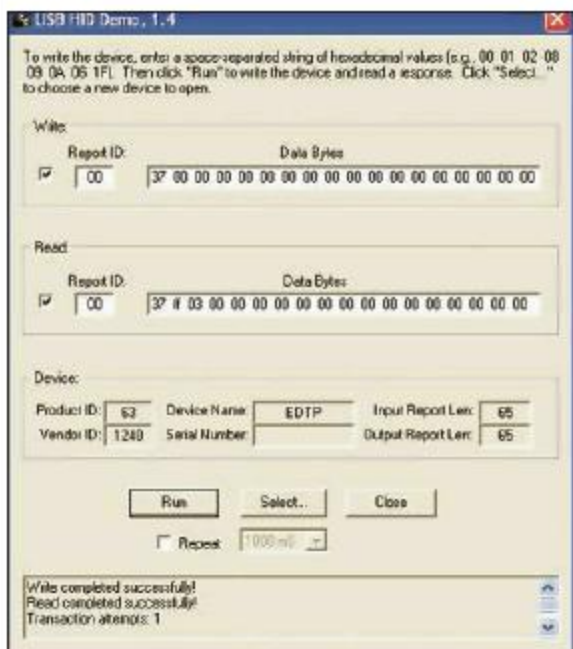 USB HID Demo, 1.4
To write the device, enter a space-separated string of hexadecimal values (e.g., 00 01 02 08
09 0A 06 1F). Then click "Run" to write the device and read a response. Click "Select..."
to choose a new device to open.
Write:
Report ID: Data Bytes
00 37 00 00 00 00 00 00 00 00 00 00 00 00 00 00 00 00 00
Read
Report ID: Data Bytes
00 37 ff 03 00 00 00 00 00 00 00 00 00 00 00 00 00 00 00
Device:
Product ID: 63 Device Name: EDTP Input Report Len: 65
Vendor ID: 1240 Serial Number: Output Report Len: 65
Run Select... Close
Repeat 1000 mS
Write completed successfully!
Read completed successfully!
Transaction attempts: 1